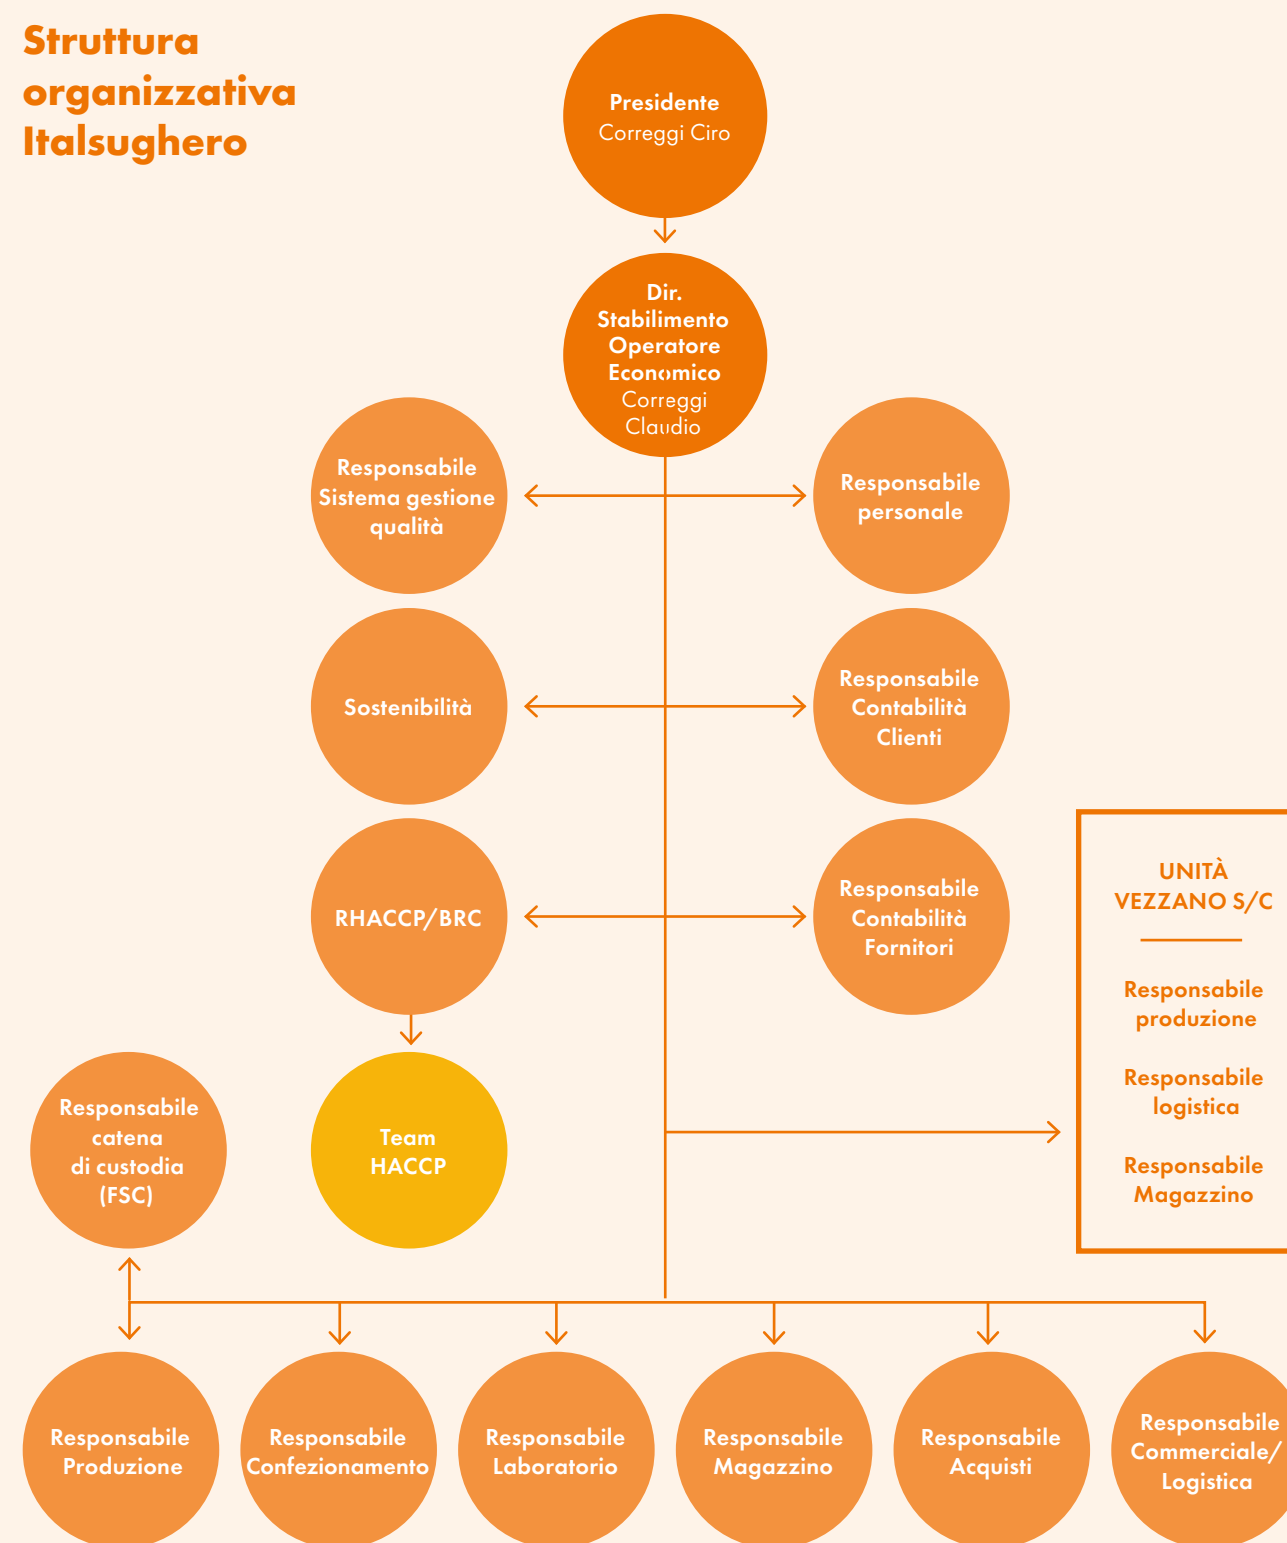 Struttura
organizzativa
Italsughero
Presidente
Correggi Ciro
Dir.
Stabilimento
Operatore
Economico
Correggi
Claudio
Responsabile
Sistema gestione
qualità
Responsabile
personale
Sostenibilità
Responsabile
Contabilità
Clienti
RHACCP/BRC
Responsabile
Contabilità
Fornitori
UNITÀ
VEZZANO S/C
Responsabile
produzione
Responsabile
logistica
Responsabile
Magazzino
Responsabile
catena
di custodia
(FSC)
Team
HACCP
Responsabile
Produzione
Responsabile
Confezionamento
Responsabile
Laboratorio
Responsabile
Magazzino
Responsabile
Acquisti
Responsabile
Commerciale/
Logistica